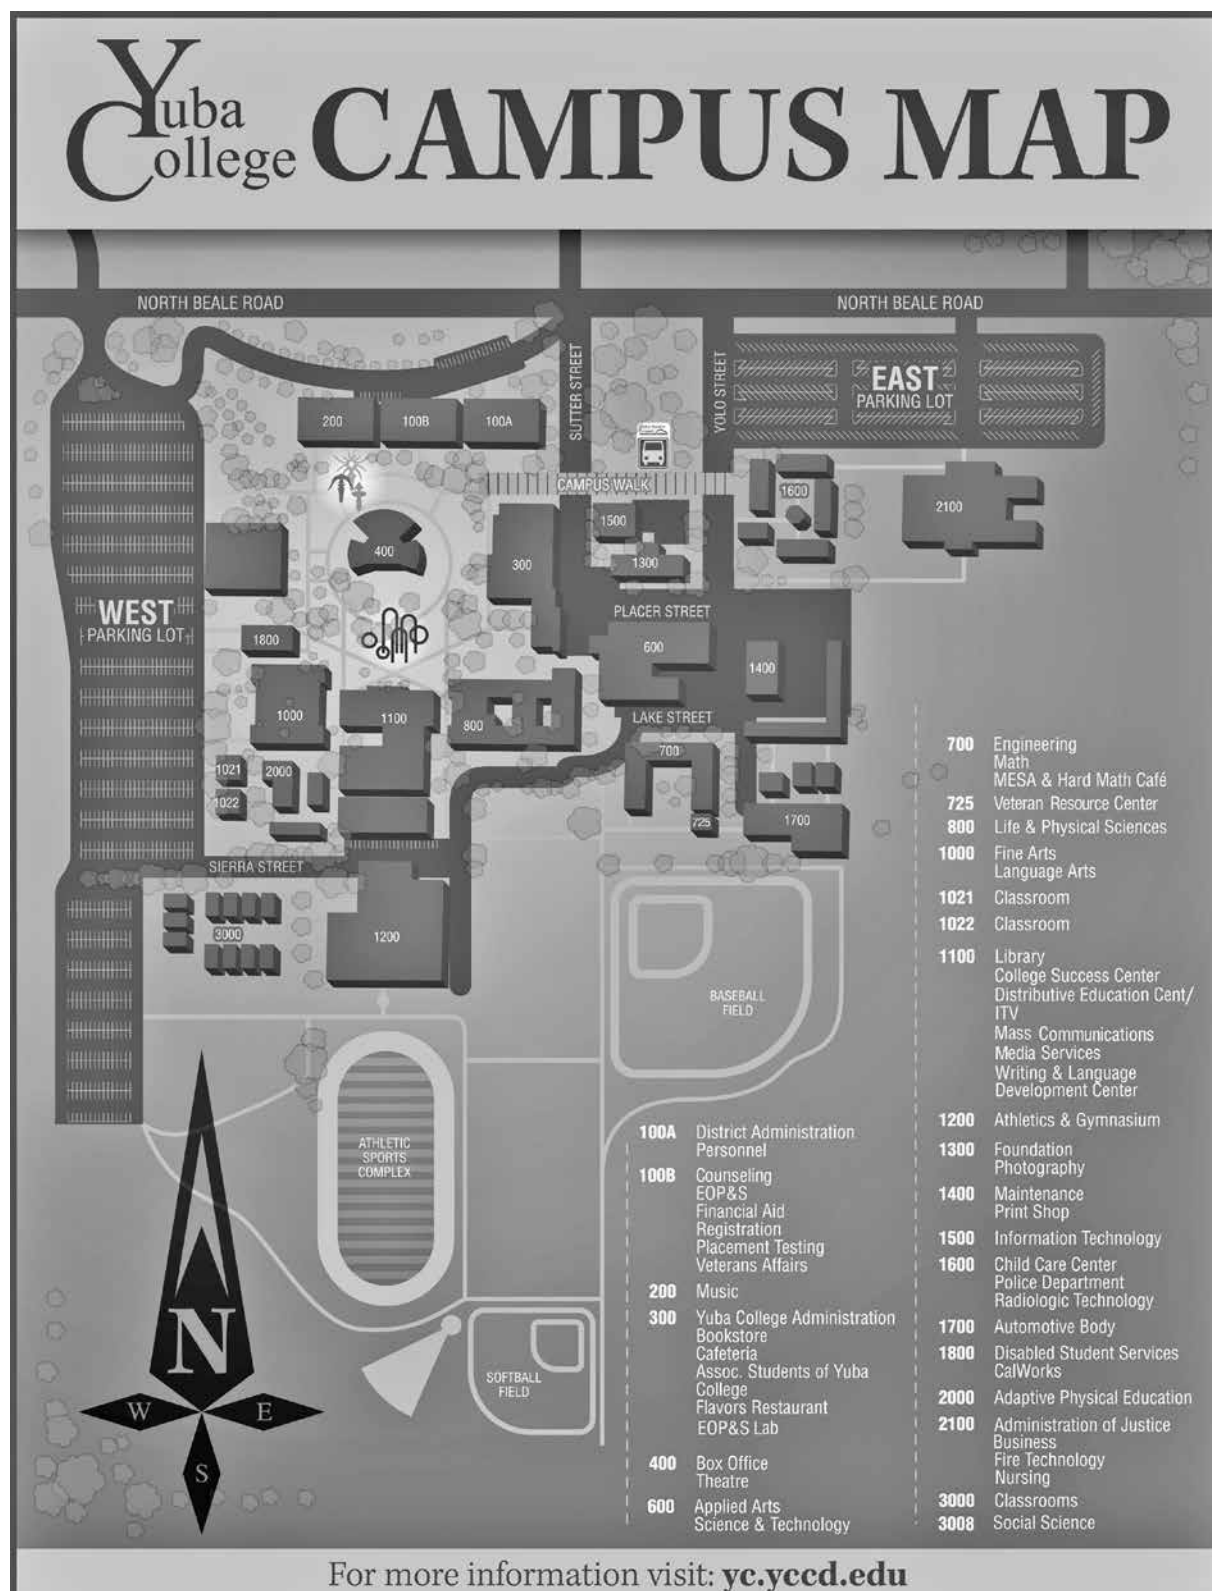 Yuba
College
CAMPUS MAP
NORTH BEALE ROAD
NORTH BEALE ROAD
SUTTER STREET
YOLO STREET
EAST
PARKING LOT
200
100B
100A
CAMPUS WALK
1600
2100
1500
400
300
1300
WEST
PARKING LOT
PLACER STREET
1800
600
1400
1000
1100
800
LAKE STREET
700
1021
2000
1022
725
1700
SIERRA STREET
3000
1200
BASEBALL
FIELD
ATHLETIC
SPORTS
COMPLEX
SOFTBALL
FIELD
N
W
E
S
100A District Administration
Personnel
100B Counseling
EOP&S
Financial Aid
Registration
Placement Testing
Veterans Affairs
200 Music
300 Yuba College Administration
Bookstore
Cafeteria
Assoc. Students of Yuba
College
Flavors Restaurant
EOP&S Lab
400 Box Office
Theatre
600 Applied Arts
Science & Technology
700 Engineering
Math
MESA & Hard Math Café
725 Veteran Resource Center
800 Life & Physical Sciences
1000 Fine Arts
Language Arts
1021 Classroom
1022 Classroom
1100 Library
College Success Center
Distributive Education Cent/
ITV
Mass Communications
Media Services
Writing & Language
Development Center
1200 Athletics & Gymnasium
1300 Foundation
Photography
1400 Maintenance
Print Shop
1500 Information Technology
1600 Child Care Center
Police Department
Radiologic Technology
1700 Automotive Body
1800 Disabled Student Services
CalWorks
2000 Adaptive Physical Education
2100 Administration of Justice
Business
Fire Technology
Nursing
3000 Classrooms
3008 Social Science
For more information visit: yc.yccd.edu